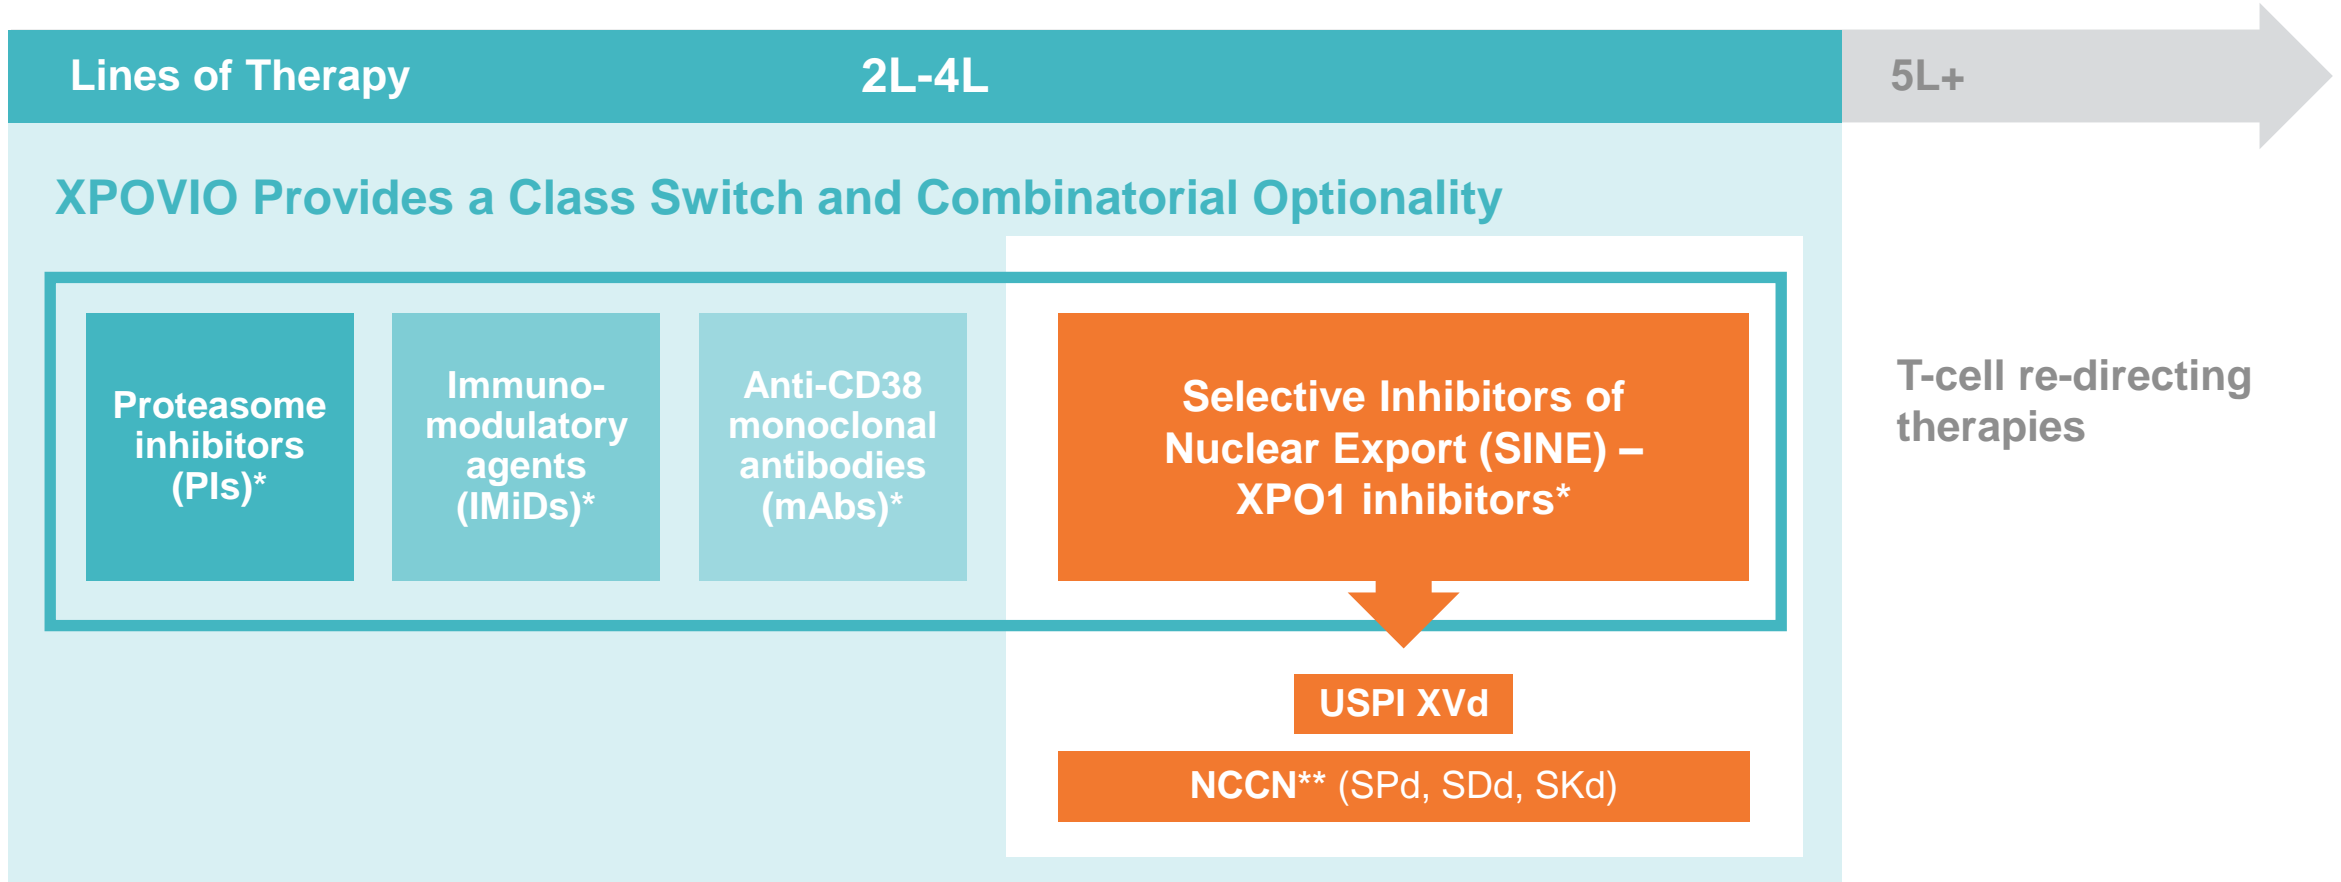 Lines of Therapy
2L-4L
5L+
XPOVIO Provides a Class Switch and Combinatorial Optionality
Proteasome
inhibitors
(PIs)*
Immuno-
modulatory
agents
(IMiDs)*
Anti-CD38
monoclonal
antibodies
(mAbs)*
Selective Inhibitors of
Nuclear Export (SINE) –
XPO1 inhibitors*
T-cell re-directing
therapies
USPI XVd
NCCN** (SPd, SDd, SKd)